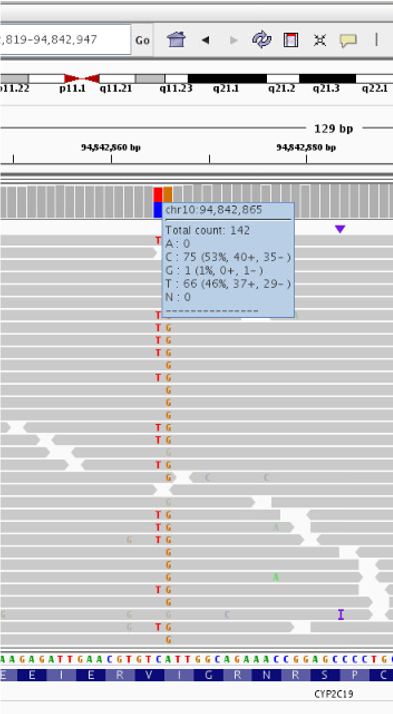 ,819-94,842,947 Go
p11.22 p11.1 q11.21 q11.23 q21.1 q21.2 q21.3 q22.1
129 bp
94,842,860 bp 94,842,880 bp
chr10:94,842,865
Total count: 142
A : 0
C : 75 (53%, 40+, 35- )
G : 1 (1%, 0+, 1- )
T : 66 (46%, 37+, 29- )
N : 0
---------------
T
T G A
T G
T G
T G
G
T G
G
G
G
T G
T G
G
T G
G C C
G
T G
T G A
G T G
G
G
G A
T G
G
G G G C I
G T G
G
A A G A G A T T G A A C G T G T C A T T G G C A G A A A C C G G A G C C C C T G
E E I E R V I G R N R S P C
CYP2C19